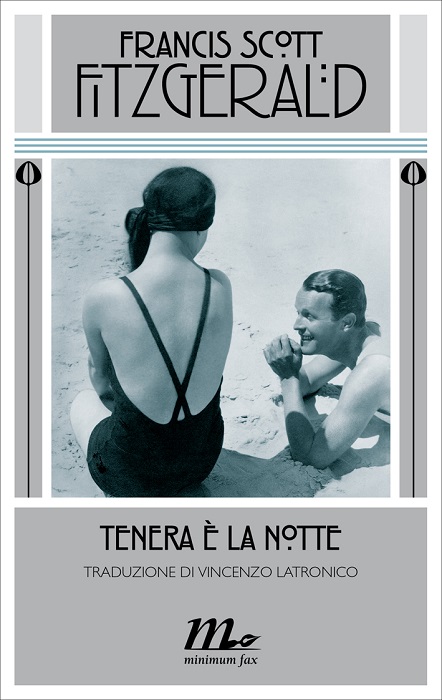 FRANCIS SCOTT
FITZGERALD
TENERA È LA NOTTE
TRADUZIONE DI VINCENZO LATRONICO
minimum fax